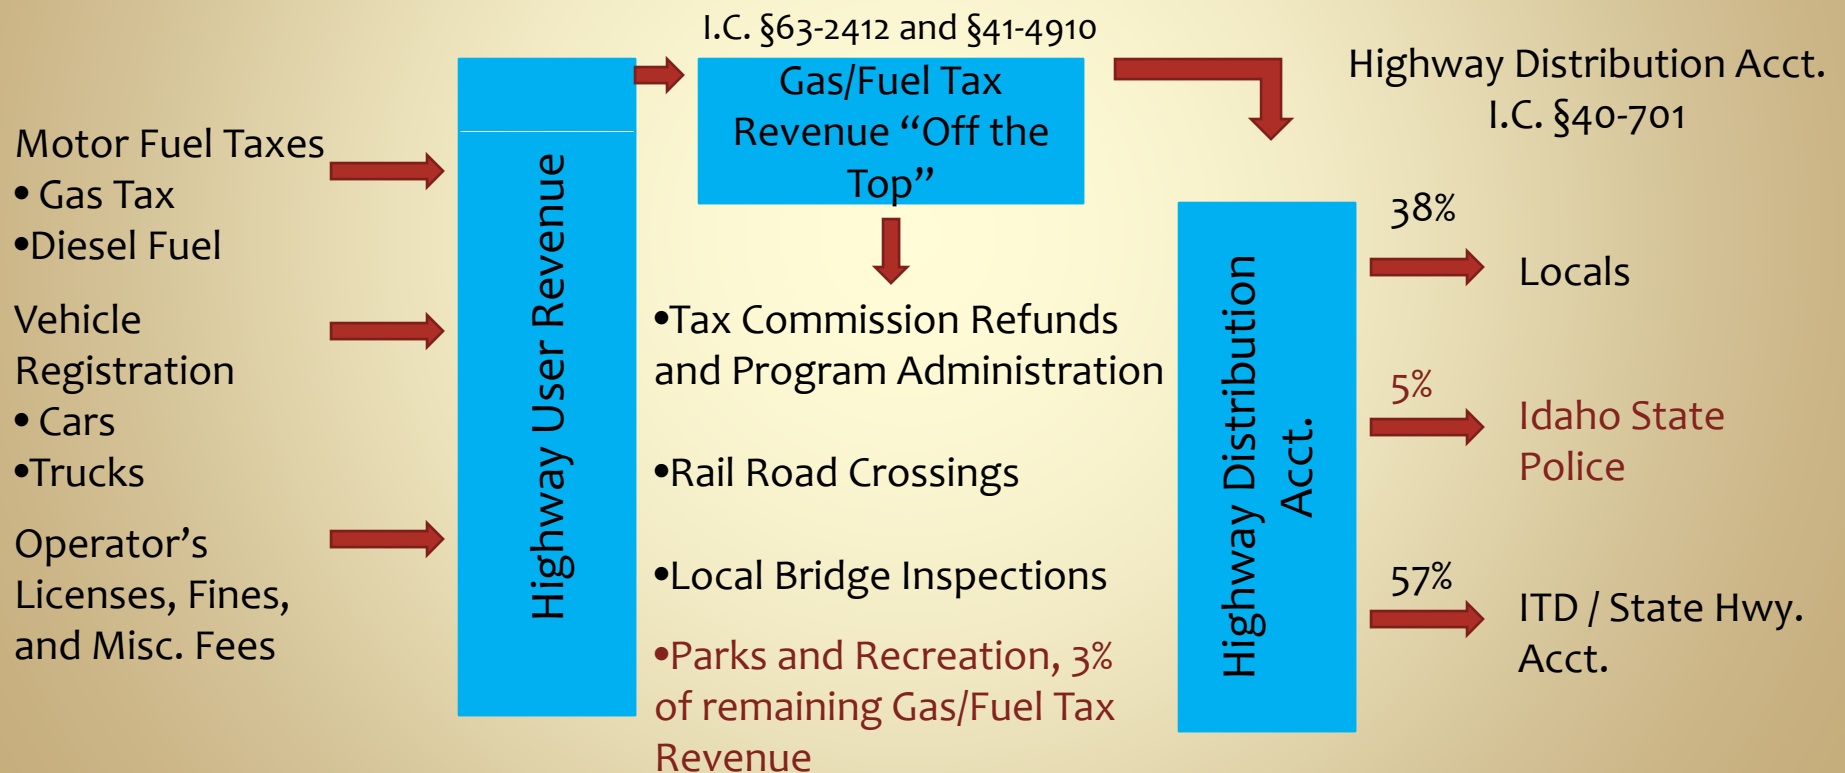 I.C. §63-2412 and §41-4910
Gas/Fuel Tax
Revenue “Off the
Top”
Highway Distribution Acct.
I.C. §40-701
Motor Fuel Taxes
• Gas Tax
•Diesel Fuel
Vehicle
Registration
• Cars
•Trucks
Operator’s
Licenses, Fines,
and Misc. Fees
Highway User Revenue
•Tax Commission Refunds
and Program Administration
•Rail Road Crossings
•Local Bridge Inspections
•Parks and Recreation, 3%
of remaining Gas/Fuel Tax
Revenue
Highway Distribution
Acct.
38%
Locals
5%
Idaho State
Police
57%
ITD / State Hwy.
Acct.